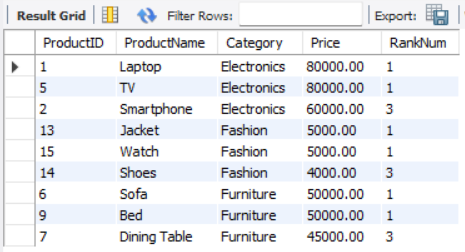 Result Grid Filter Rows: Export:
ProductID ProductName Category Price RankNum
1 Laptop Electronics 80000.00 1
5 TV Electronics 80000.00 1
2 Smartphone Electronics 60000.00 3
13 Jacket Fashion 5000.00 1
15 Watch Fashion 5000.00 1
14 Shoes Fashion 4000.00 3
6 Sofa Furniture 50000.00 1
9 Bed Furniture 50000.00 1
7 Dining Table Furniture 45000.00 3